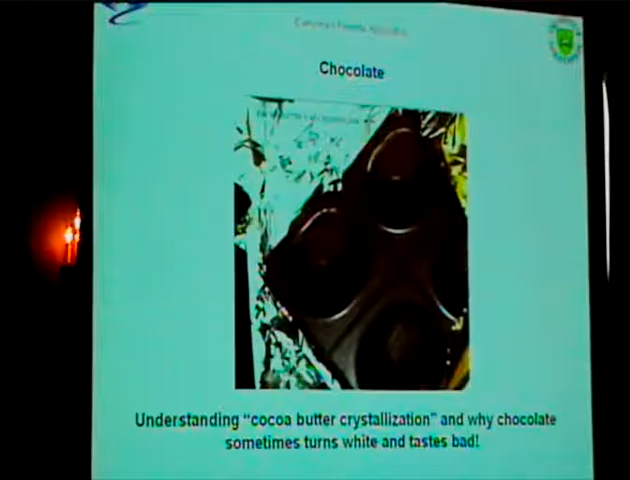 Chocolate
Understanding “cocoa butter crystallization” and why chocolate
sometimes turns white and tastes bad!